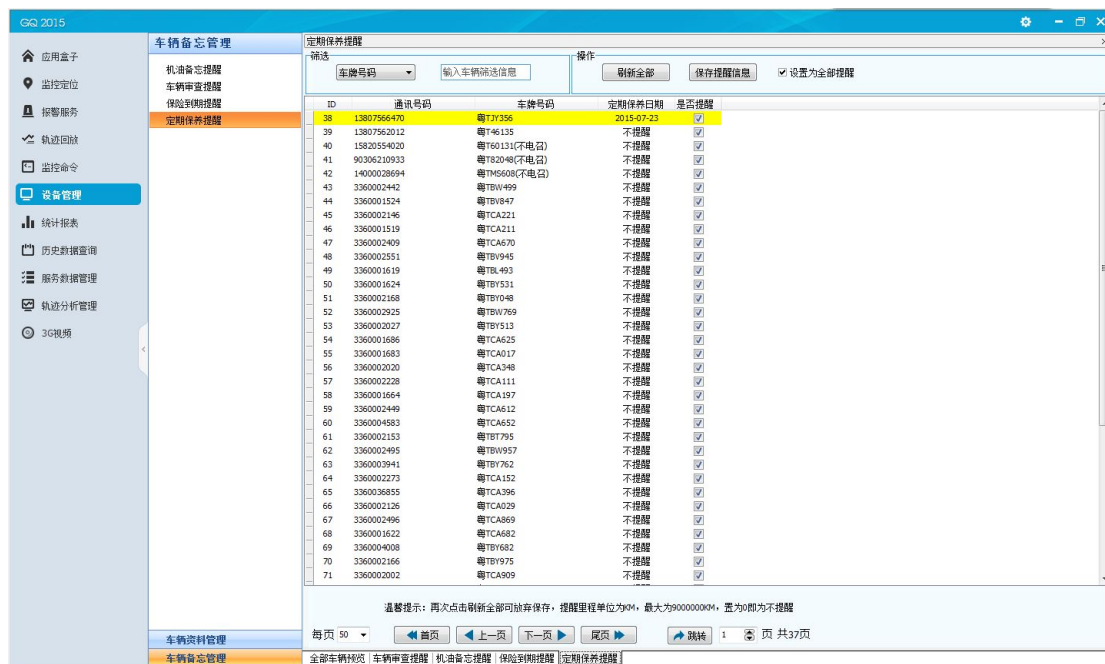 GQ 2015
应用盒子
监控定位
报警服务
轨迹回放
监控命令
设备管理
统计报表
历史数据查询
服务数据管理
轨迹分析管理
3G视频
车辆备忘管理
机油备忘提醒
车辆审查提醒
保险到期提醒
定期保养提醒
车辆资料管理
车辆备忘管理
定期保养提醒
筛选
车牌号码 输入车辆筛选信息
操作
刷新全部 保存提醒信息 设置为全部提醒
ID 通讯号码 车牌号码 定期保养日期 是否提醒
38 13807566470 粤TJY356 2015-07-23
39 13807562012 粤T46135 不提醒
40 15820554020 粤T60131(不电召) 不提醒
41 90306210933 粤T82048(不电召) 不提醒
42 14000028694 粤TMS608(不电召) 不提醒
43 3360002442 粤TBW499 不提醒
44 3360001524 粤TBV847 不提醒
45 3360002146 粤TCA221 不提醒
46 3360001519 粤TCA211 不提醒
47 3360002409 粤TCA670 不提醒
48 3360002551 粤TBV945 不提醒
49 3360001619 粤TBL493 不提醒
50 3360001624 粤TBY531 不提醒
51 3360002168 粤TBY048 不提醒
52 3360002925 粤TBW769 不提醒
53 3360002027 粤TBY513 不提醒
54 3360001686 粤TCA625 不提醒
55 3360001683 粤TCA017 不提醒
56 3360002020 粤TCA348 不提醒
57 3360002228 粤TCA111 不提醒
58 3360001664 粤TCA197 不提醒
59 3360002449 粤TCA612 不提醒
60 3360004583 粤TCA652 不提醒
61 3360002153 粤TBT795 不提醒
62 3360002495 粤TBW957 不提醒
63 3360003941 粤TBY762 不提醒
64 3360002273 粤TCA152 不提醒
65 3360036855 粤TCA396 不提醒
66 3360002126 粤TCA029 不提醒
67 3360002496 粤TCA869 不提醒
68 3360001622 粤TCA682 不提醒
69 3360004008 粤TBY682 不提醒
70 3360002166 粤TBY975 不提醒
71 3360002002 粤TCA909 不提醒
温馨提示：再次点击刷新全部可放弃保存，提醒里程单位为KM，最大为9000000KM，置为0即为不提醒
每页 50 首页 上一页 下一页 尾页 跳转 1 页 共37页
全部车辆预览 车辆审查提醒 机油备忘提醒 保险到期提醒 定期保养提醒